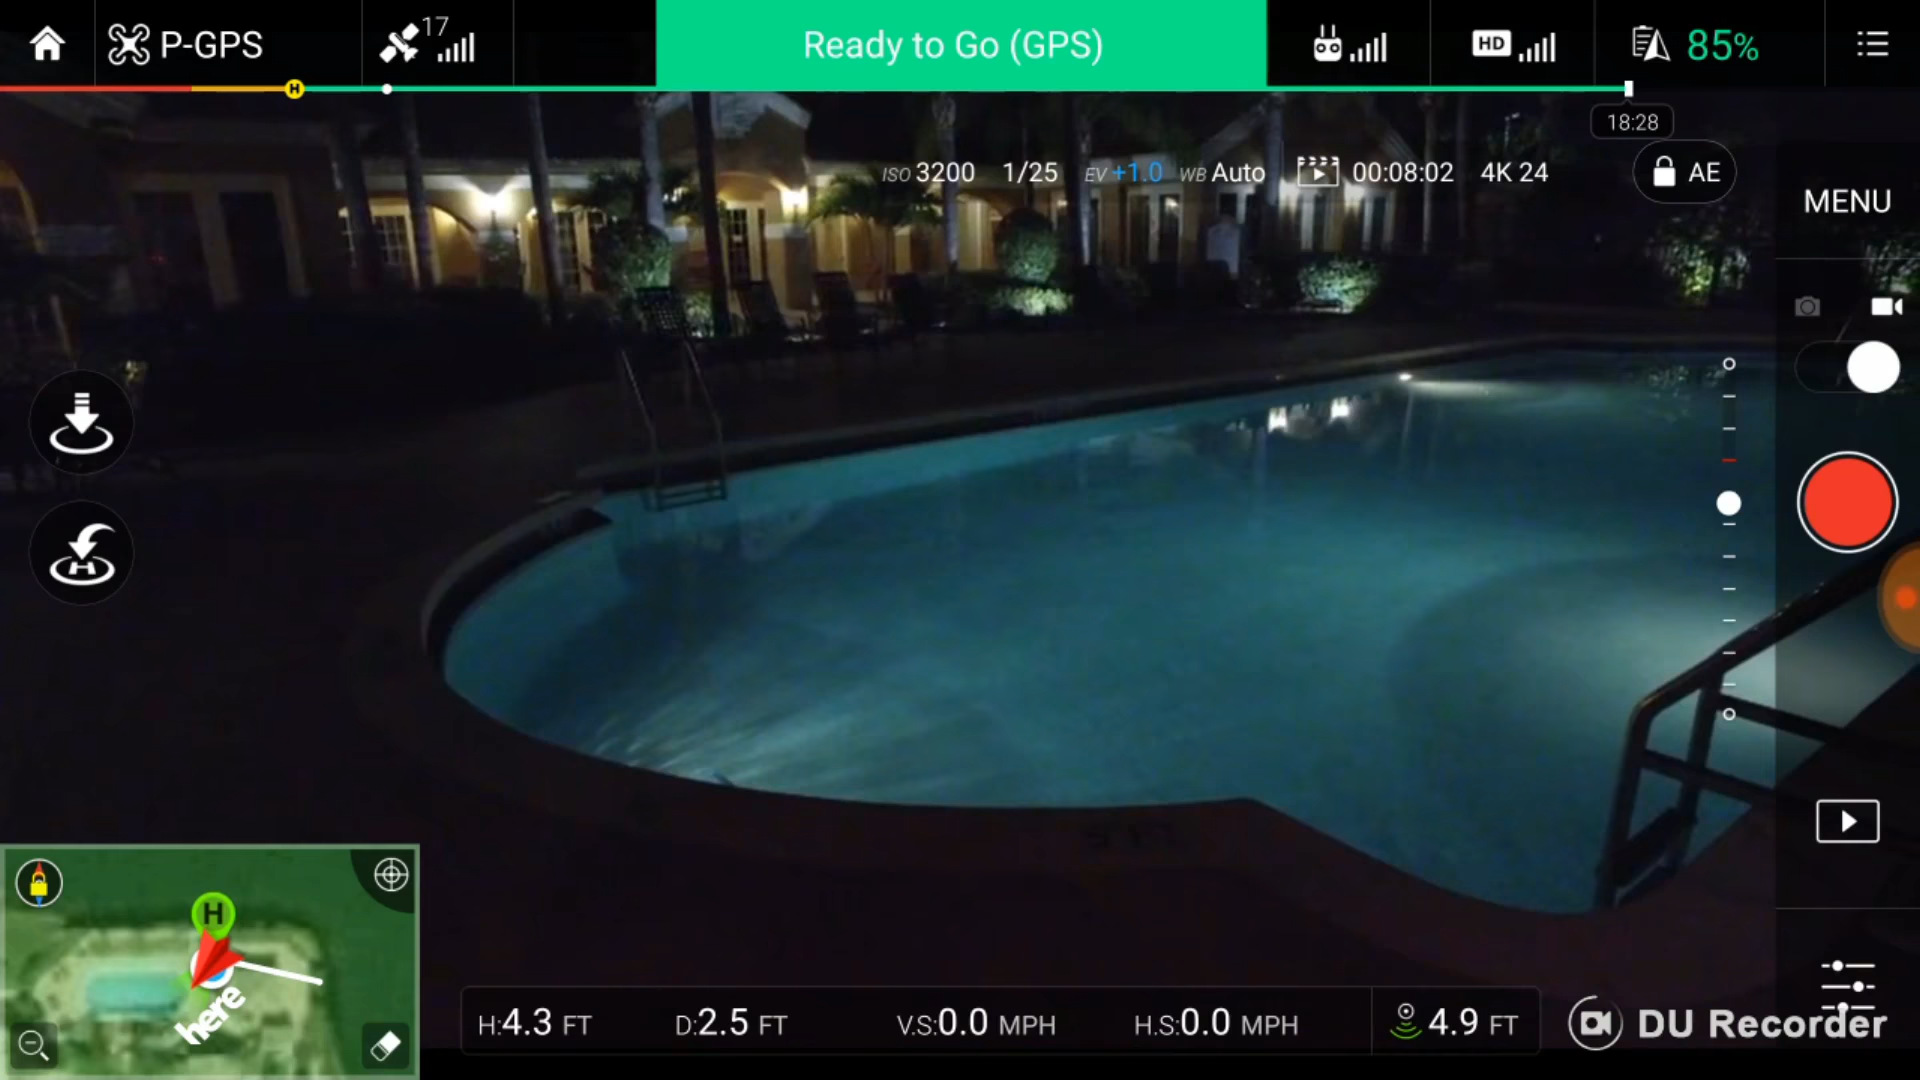 P-GPS
17
Ready to Go (GPS)
HD
85%
H
18:28
ISO 3200 1/25 EV +1.0 WB Auto 00:08:02 4K 24
AE
MENU
H
H
here
H:4.3 FT D:2.5 FT V.S:0.0 MPH H.S:0.0 MPH 4.9 FT
DU Recorder